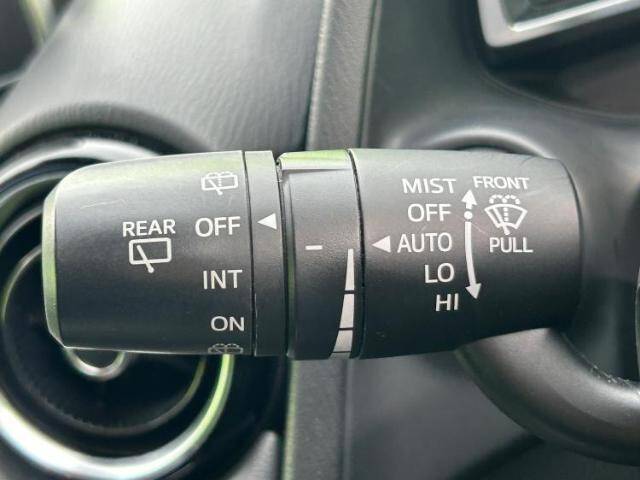 REAR
OFF
INT
ON
MIST
OFF
AUTO
LO
HI
FRONT
PULL